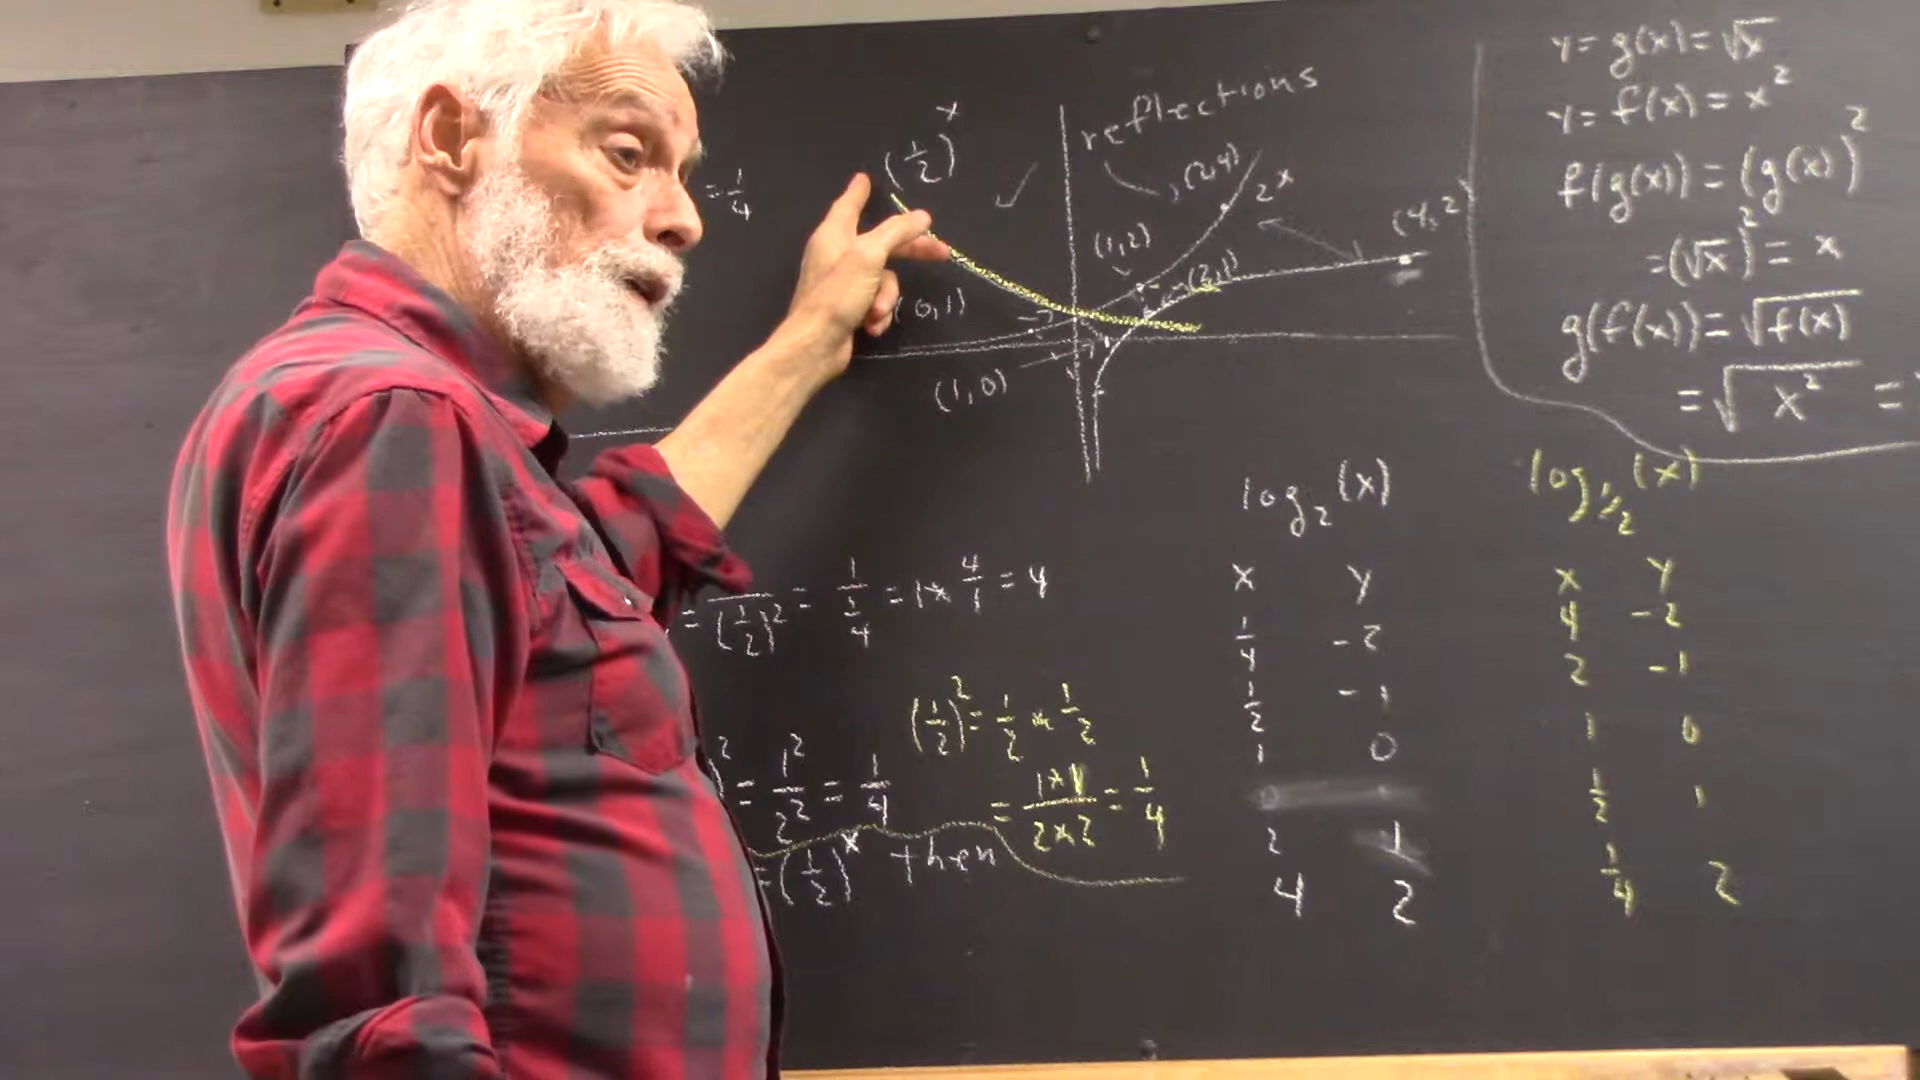 = 1/4
(1/2)^x
reflections
(2,4)
2^x
(1,2)
(2,1)
(4,2
(0,1)
(1,0)
y = g(x) = √x
y = f(x) = x^2
f(g(x)) = (g(x))^2
= (√x)^2 = x
g(f(x)) = √f(x)
= √x^2 =
= 1/(1/2)^2 = 1/(1/4) = 1 * 4/1 = 4
(1/2)^2 = 1/2 * 1/2
= (1*1)/(2*2) = 1/4
^2 = 1^2/2^2 = 1/4
= (1/2)^x then
log_2 (x)
x y
1/4 -2
1/2 -1
1 0
2 1
4 2
log_1/2 (x)
x y
4 -2
2 -1
1 0
1/2 1
1/4 2